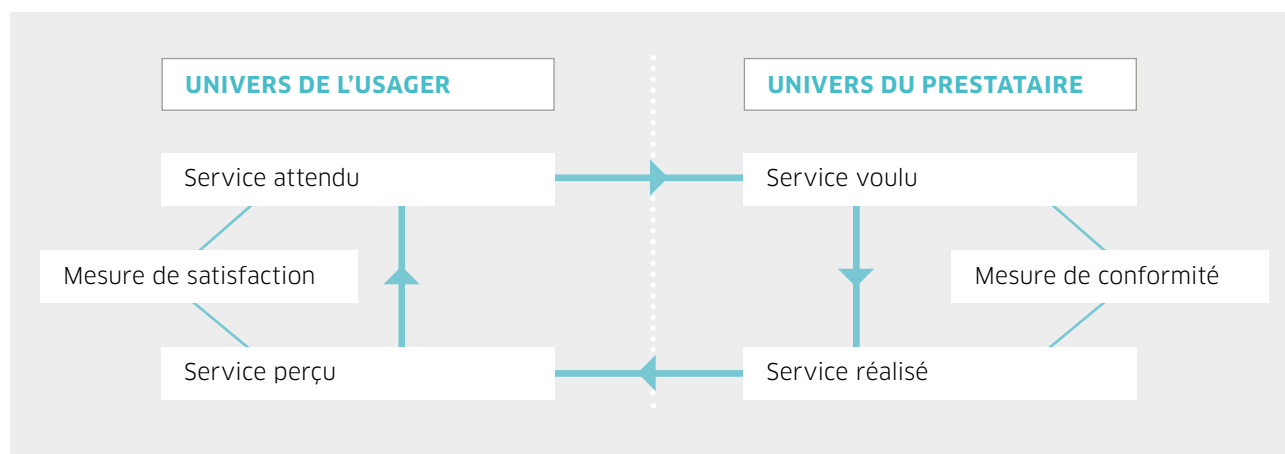 UNIVERS DE L’USAGER
UNIVERS DU PRESTATAIRE
Service attendu
Service voulu
Mesure de satisfaction
Mesure de conformité
Service perçu
Service réalisé